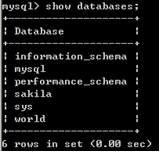 mysql> show databases;
+--------------------+
| Database           |
+--------------------+
| information_schema |
| mysql              |
| performance_schema |
| sakila             |
| sys                |
| world              |
+--------------------+
6 rows in set (0.00 sec)